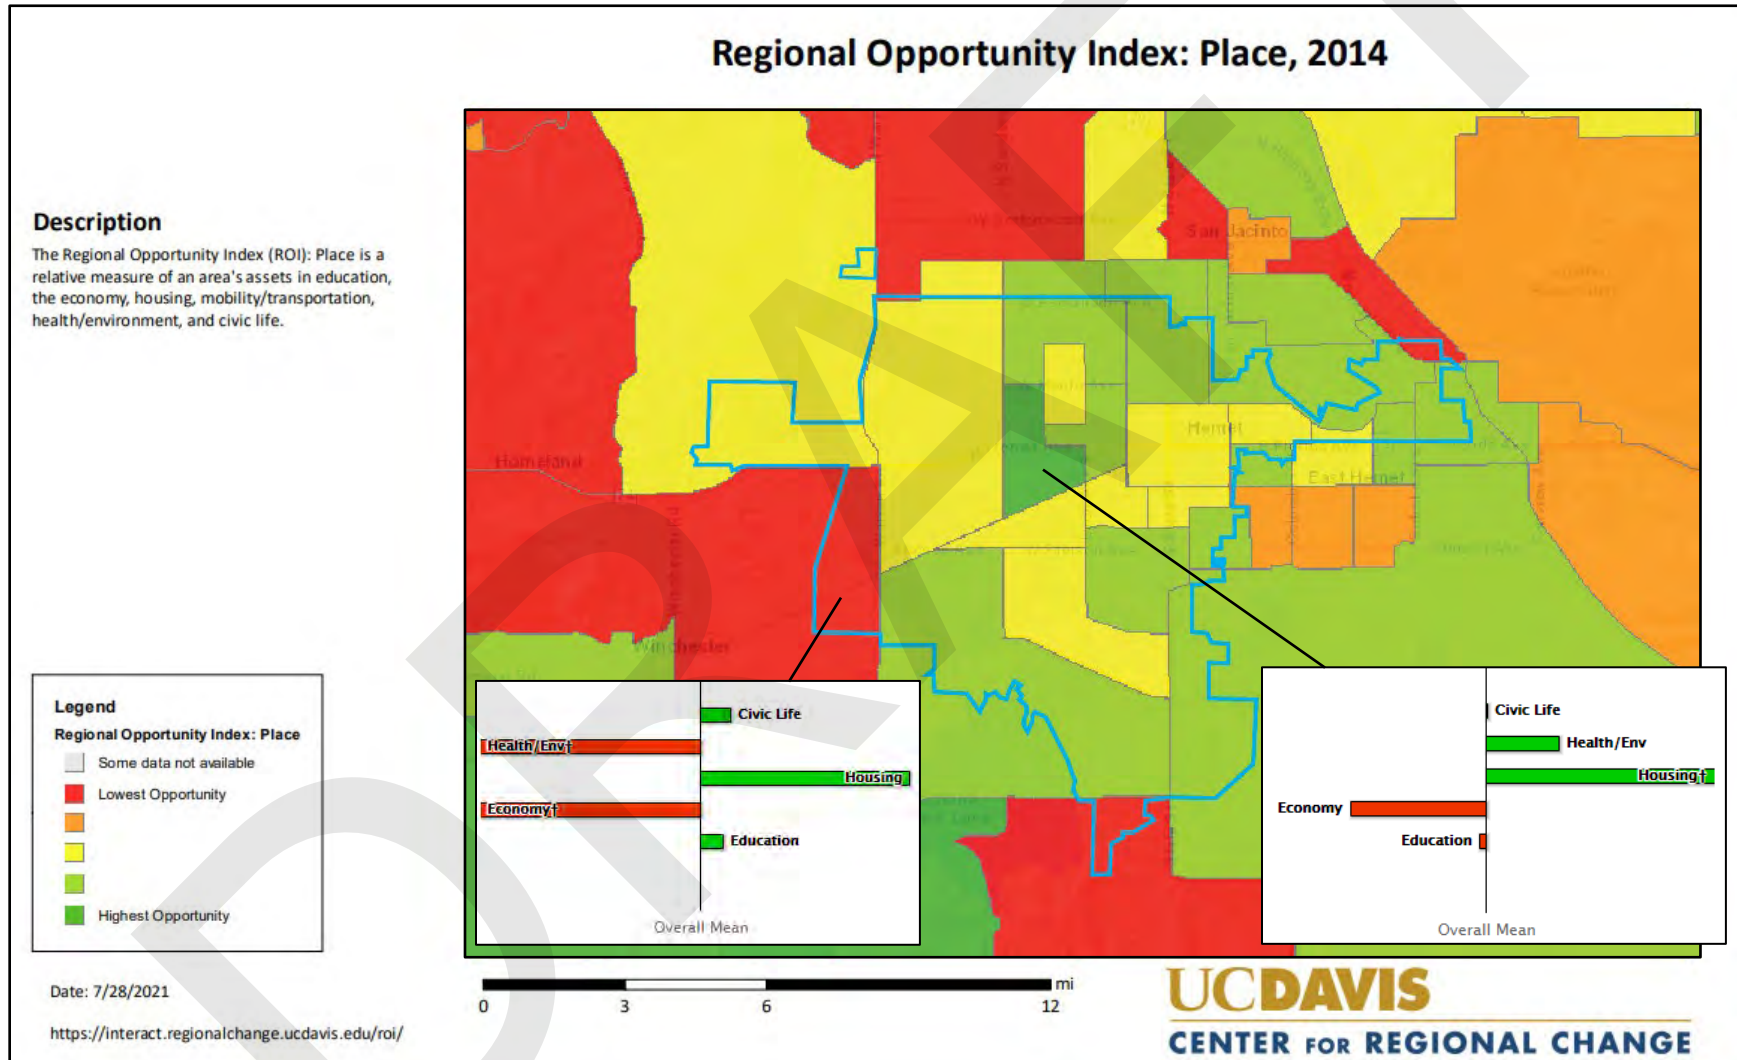 Regional Opportunity Index: Place, 2014
Description
The Regional Opportunity Index (ROI): Place is a
relative measure of an area's assets in education,
the economy, housing, mobility/transportation,
health/environment, and civic life.
Legend
Regional Opportunity Index: Place
Some data not available
Lowest Opportunity
Highest Opportunity
Date: 7/28/2021
https://interact.regionalchange.ucdavis.edu/roi/
San Jacinto
Hemet
East Hemet
Homeland
Winchester
Civic Life
Health/Env†
Housing
Economy†
Education
Overall Mean
Civic Life
Health/Env
Housing†
Economy
Education
Overall Mean
0 3 6 12 mi
UCDAVIS
CENTER FOR REGIONAL CHANGE
DRAFT